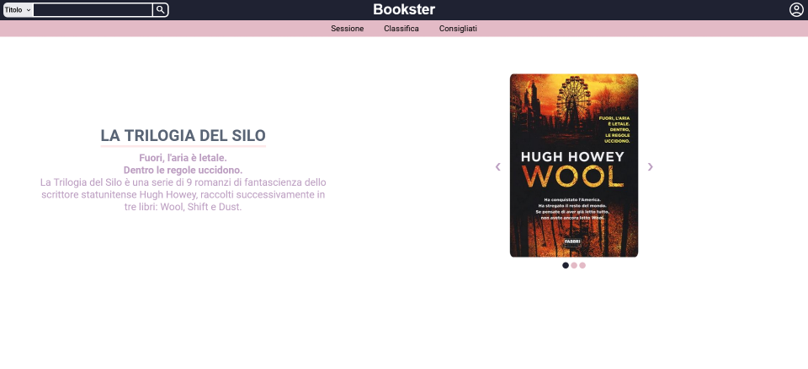 Titolo
Bookster
Sessione Classifica Consigliati
LA TRILOGIA DEL SILO
Fuori, l'aria è letale.
Dentro le regole uccidono.
La Trilogia del Silo è una serie di 9 romanzi di fantascienza dello
scrittore statunitense Hugh Howey, raccolti successivamente in
tre libri: Wool, Shift e Dust.
FUORI, L'ARIA
È LETALE.
DENTRO,
LE REGOLE
UCCIDONO.
HUGH HOWEY
WOOL
Ha conquistato l'America.
Ha stregato il resto del mondo.
Se pensate di aver già letto tutto,
non avete ancora letto Wool.
FABBRI